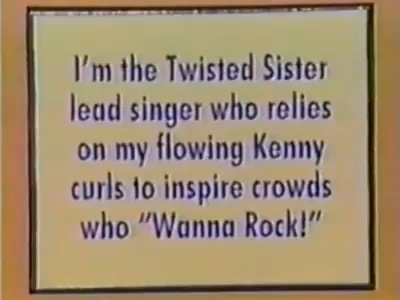 I'm the Twisted Sister
lead singer who relies
on my flowing Kenny
curls to inspire crowds
who "Wanna Rock!"